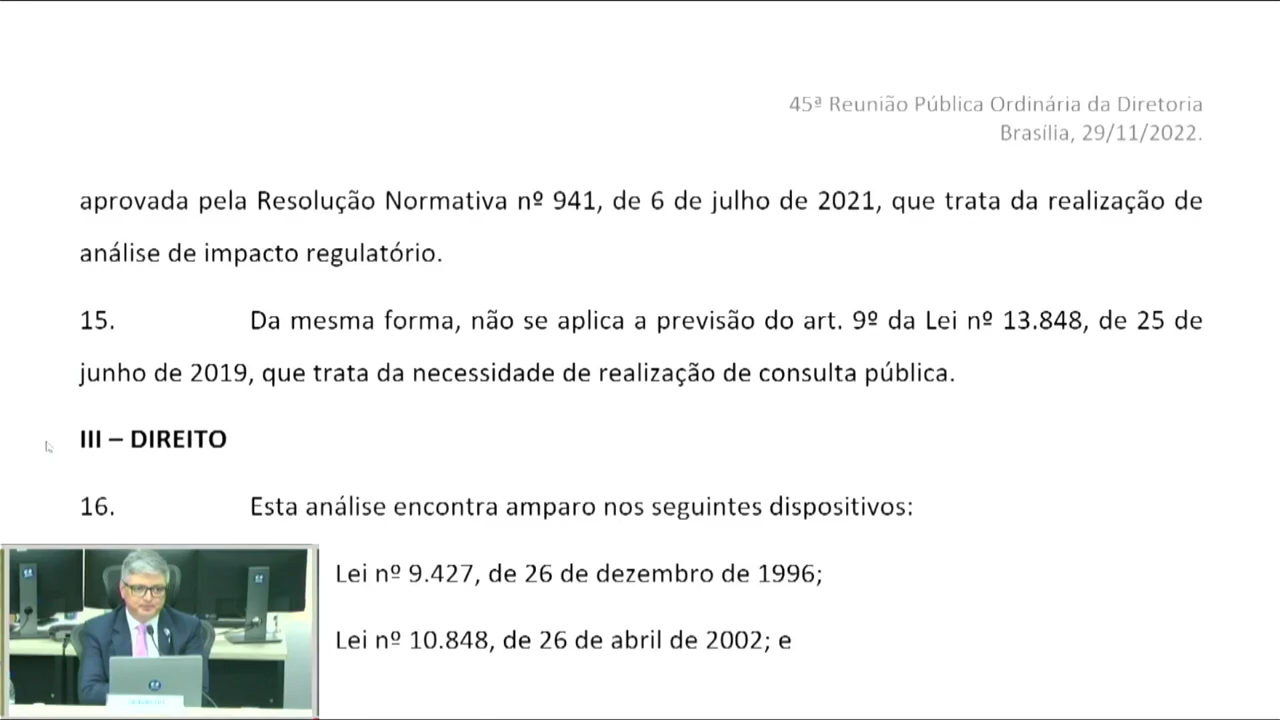 45ª Reunião Pública Ordinária da Diretoria
Brasília, 29/11/2022.
aprovada pela Resolução Normativa nº 941, de 6 de julho de 2021, que trata da realização de
análise de impacto regulatório.
15. Da mesma forma, não se aplica a previsão do art. 9º da Lei nº 13.848, de 25 de
junho de 2019, que trata da necessidade de realização de consulta pública.
III – DIREITO
16. Esta análise encontra amparo nos seguintes dispositivos:
Lei nº 9.427, de 26 de dezembro de 1996;
Lei nº 10.848, de 26 de abril de 2002; e